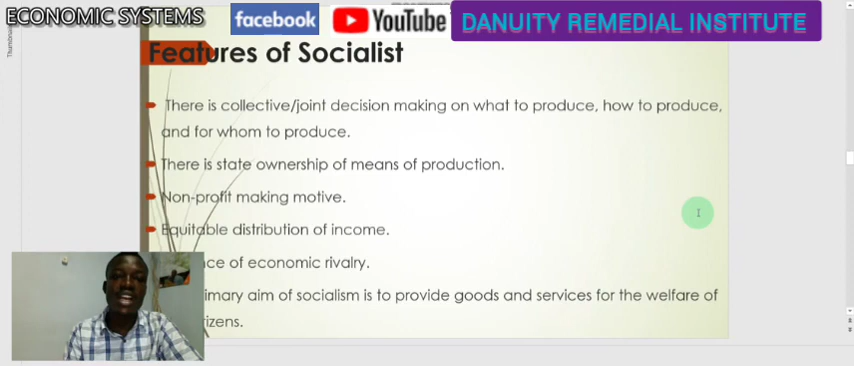 ECONOMIC SYSTEMS
facebook
YouTube
DANUITY REMEDIAL INSTITUTE
Features of Socialist
There is collective/joint decision making on what to produce, how to produce,
and for whom to produce.
There is state ownership of means of production.
Non-profit making motive.
Equitable distribution of income.
of economic rivalry.
aim of socialism is to provide goods and services for the welfare of